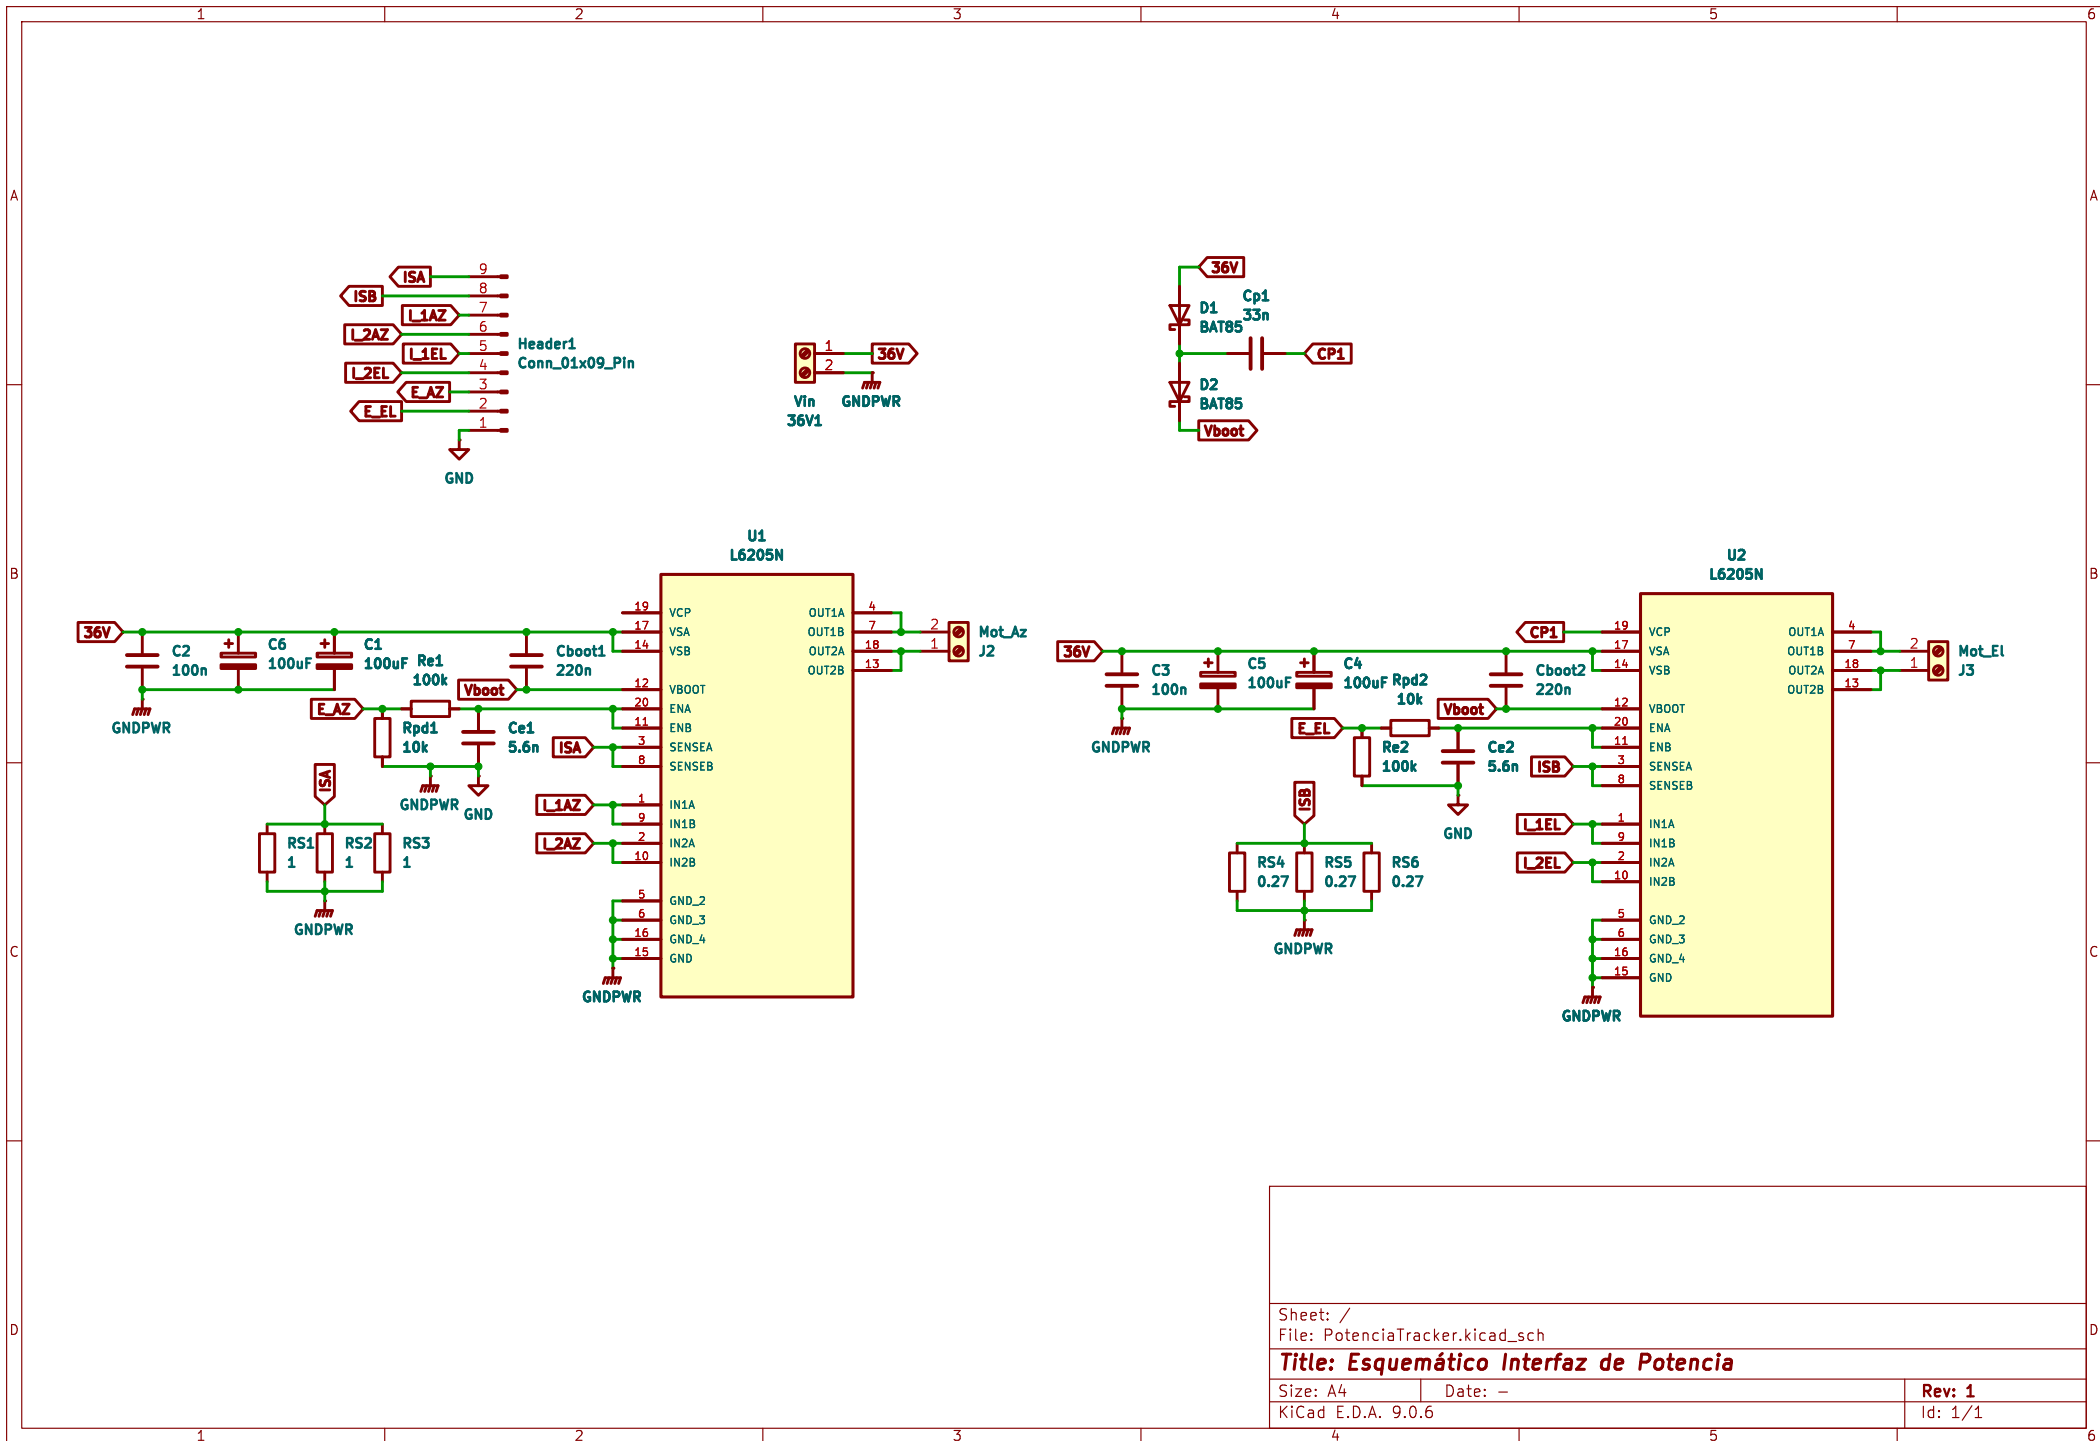 1 2 3 4 5 6
A A
ISA 9
ISB 8
I_1AZ 7
I_2AZ 6
I_1EL 5
I_2EL 4
E_AZ 3
E_EL 2
1
GND
Header1
Conn_01x09_Pin
1 36V
2
GNDPWR
Vin
36V1
36V
D1
BAT85
Cp1
33n
CP1
D2
BAT85
Vboot
B B
U1
L6205N
36V
C2
100n
C6
100uF
C1
100uF
GNDPWR
Re1
100k
Cboot1
220n
Vboot
E_AZ
Rpd1
10k
Ce1
5.6n
GNDPWR
GND
ISA
I_1AZ
I_2AZ
ISA
RS1
1
RS2
1
RS3
1
GNDPWR
19 VCP
17 VSA
14 VSB
12 VBOOT
20 ENA
11 ENB
3 SENSEA
8 SENSEB
1 IN1A
9 IN1B
2 IN2A
10 IN2B
5 GND_2
6 GND_3
16 GND_4
15 GND
GNDPWR
OUT1A 4
OUT1B 7
OUT2A 18
OUT2B 13
2
1
Mot_Az
J2
U2
L6205N
36V
C3
100n
C5
100uF
C4
100uF
GNDPWR
Rpd2
10k
Cboot2
220n
CP1
Vboot
E_EL
Re2
100k
Ce2
5.6n
GND
ISB
I_1EL
I_2EL
ISB
RS4
0.27
RS5
0.27
RS6
0.27
GNDPWR
19 VCP
17 VSA
14 VSB
12 VBOOT
20 ENA
11 ENB
3 SENSEA
8 SENSEB
1 IN1A
9 IN1B
2 IN2A
10 IN2B
5 GND_2
6 GND_3
16 GND_4
15 GND
GNDPWR
OUT1A 4
OUT1B 7
OUT2A 18
OUT2B 13
2
1
Mot_El
J3
C C
D D
Sheet: /
File: PotenciaTracker.kicad_sch
Title: Esquemático Interfaz de Potencia
Size: A4 Date: - Rev: 1
KiCad E.D.A. 9.0.6 Id: 1/1
1 2 3 4 5 6